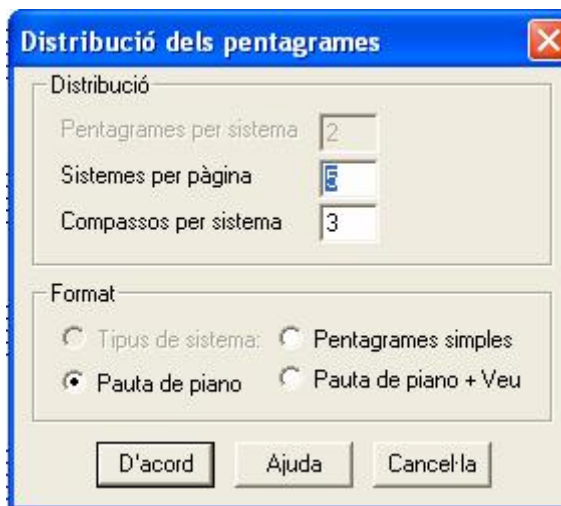 Distribució dels pentagrames
Distribució
Pentagrames per sistema 2
Sistemes per pàgina 5
Compassos per sistema 3
Format
Tipus de sistema: Pentagrames simples
Pauta de piano Pauta de piano + Veu
D'acord Ajuda Cancel·la